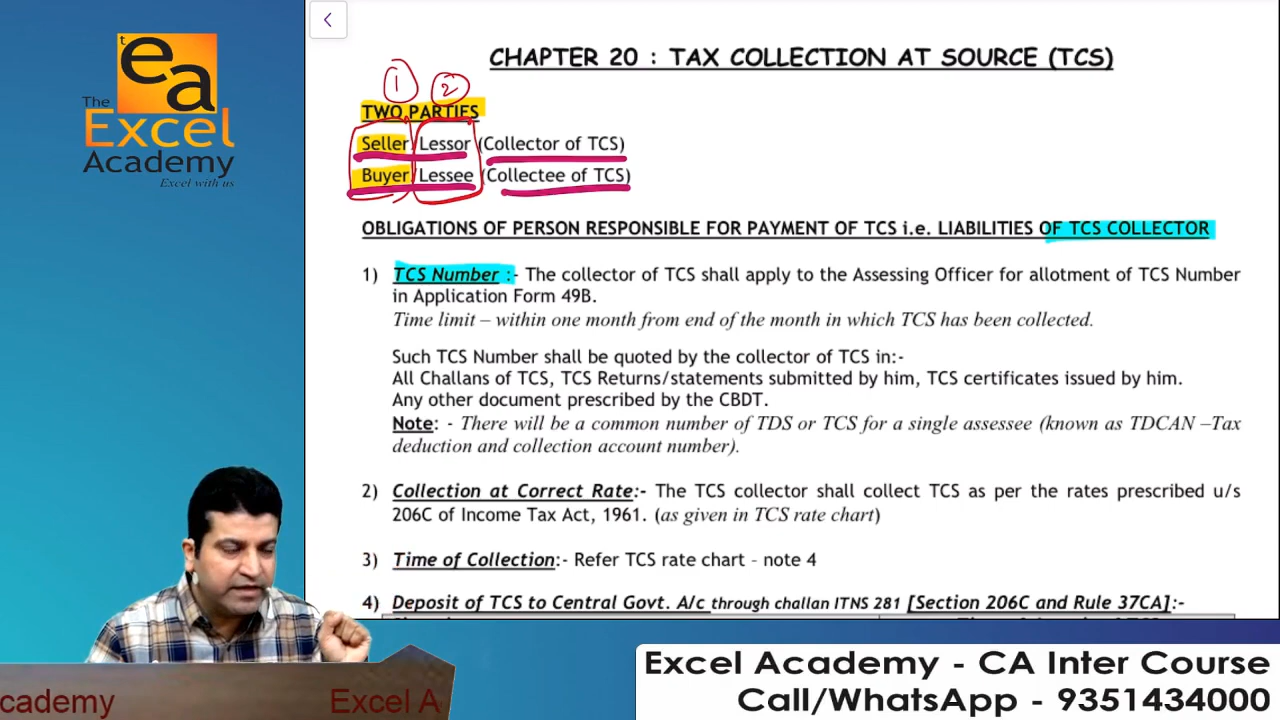 t
ea
The
Excel
Academy
Excel with us
CHAPTER 20 : TAX COLLECTION AT SOURCE (TCS)
1 2
TWO PARTIES
Seller/Lessor (Collector of TCS)
Buyer/Lessee (Collectee of TCS)
OBLIGATIONS OF PERSON RESPONSIBLE FOR PAYMENT OF TCS i.e. LIABILITIES OF TCS COLLECTOR
1) TCS Number :- The collector of TCS shall apply to the Assessing Officer for allotment of TCS Number
in Application Form 49B.
Time limit – within one month from end of the month in which TCS has been collected.
Such TCS Number shall be quoted by the collector of TCS in:-
All Challans of TCS, TCS Returns/statements submitted by him, TCS certificates issued by him.
Any other document prescribed by the CBDT.
Note: - There will be a common number of TDS or TCS for a single assessee (known as TDCAN –Tax
deduction and collection account number).
2) Collection at Correct Rate:- The TCS collector shall collect TCS as per the rates prescribed u/s
206C of Income Tax Act, 1961. (as given in TCS rate chart)
3) Time of Collection:- Refer TCS rate chart – note 4
4) Deposit of TCS to Central Govt. A/c through challan ITNS 281 [Section 206C and Rule 37CA]:-
cademy Excel A
Excel Academy - CA Inter Course
Call/WhatsApp - 9351434000